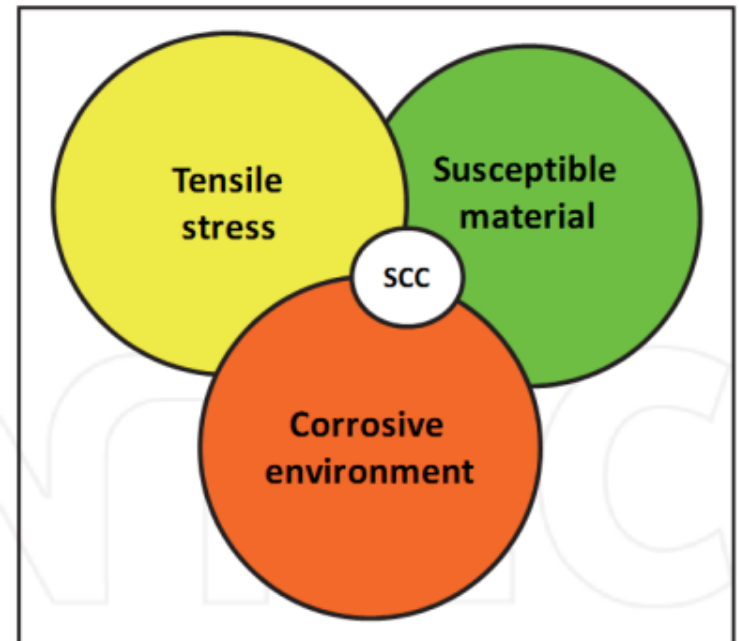 Tensile
stress
Susceptible
material
SCC
Corrosive
environment